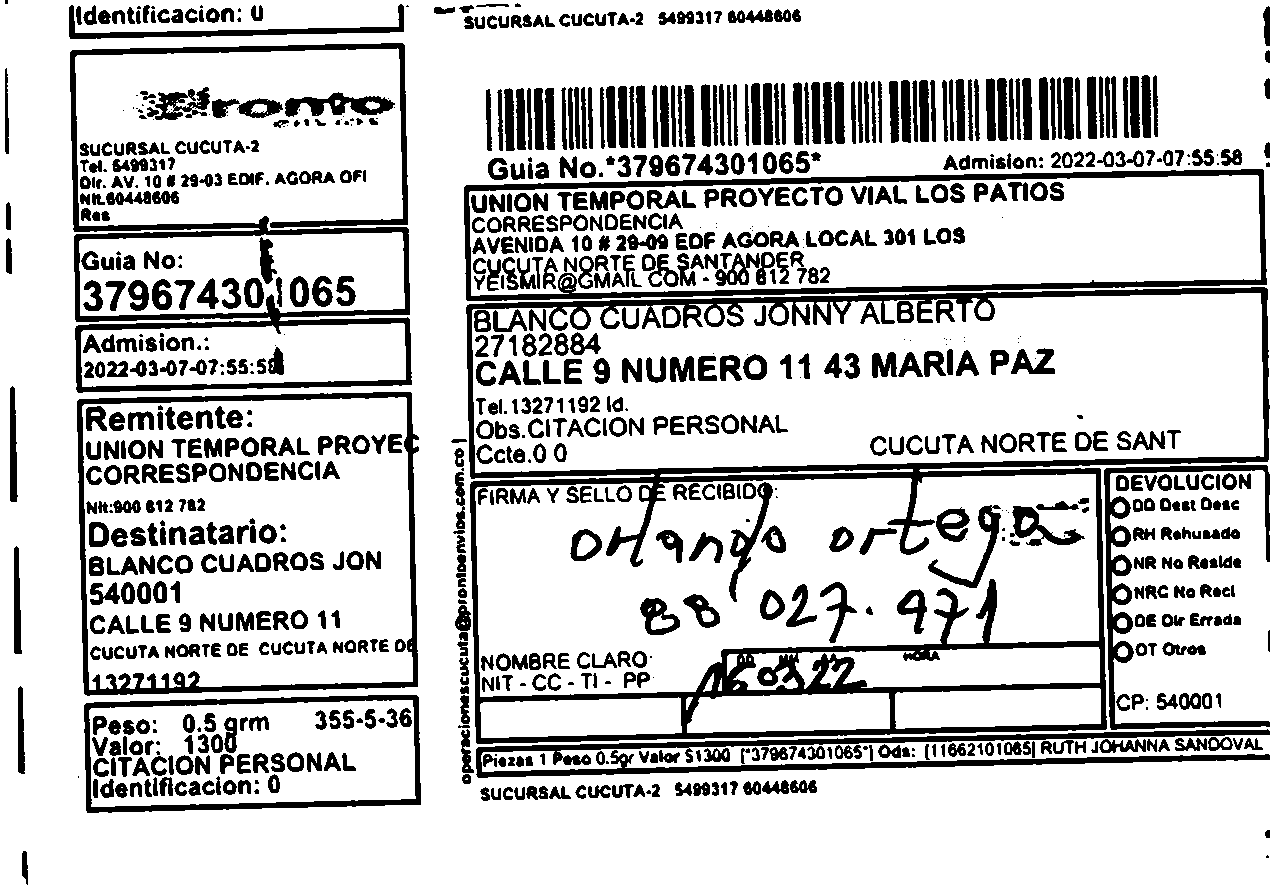 Identificacion: 0
Pronto
ENVIOS
SUCURSAL CUCUTA-2
Tel. 5499317
Dir. AV. 10 # 29-03 EDIF. AGORA OFI
Nit.60448606
Res
Guia No:
379674301065
Admision.:
2022-03-07-07:55:58
Remitente:
UNION TEMPORAL PROYEC
CORRESPONDENCIA
Nit:900 612 782
Destinatario:
BLANCO CUADROS JON
540001
CALLE 9 NUMERO 11
CUCUTA NORTE DE CUCUTA NORTE DE
13271192
Peso: 0.5 grm 355-5-36
Valor: 1300
CITACION PERSONAL
Identificacion: 0
SUCURSAL CUCUTA-2 5499317 60448606
Guia No.*379674301065* Admision: 2022-03-07-07:55:58
UNION TEMPORAL PROYECTO VIAL LOS PATIOS
CORRESPONDENCIA
AVENIDA 10 # 29-09 EDF AGORA LOCAL 301 LOS
CUCUTA NORTE DE SANTANDER
YEISMIR@GMAIL COM - 900 612 782
BLANCO CUADROS JONNY ALBERTO
27182884
CALLE 9 NUMERO 11 43 MARIA PAZ
Tel.13271192 Id.
Obs.CITACION PERSONAL
Ccte.0 0 CUCUTA NORTE DE SANT
operacionescucuta@prontoenvios.com.co |
FIRMA Y SELLO DE RECIBIDO:
Orlando ortega
88 027.971
NOMBRE CLARO
NIT - CC - TI - PP
DD MM AA HORA
160322
DEVOLUCION
DD Dest Desc
RH Rehusado
NR No Reside
NRC No Recl
DE Dir Errada
OT Otros
CP: 540001
Piezas 1 Peso 0.5gr Valor $1300 ["379674301065"] Ods: [11662101065] RUTH JOHANNA SANDOVAL
SUCURSAL CUCUTA-2 5499317 60448606